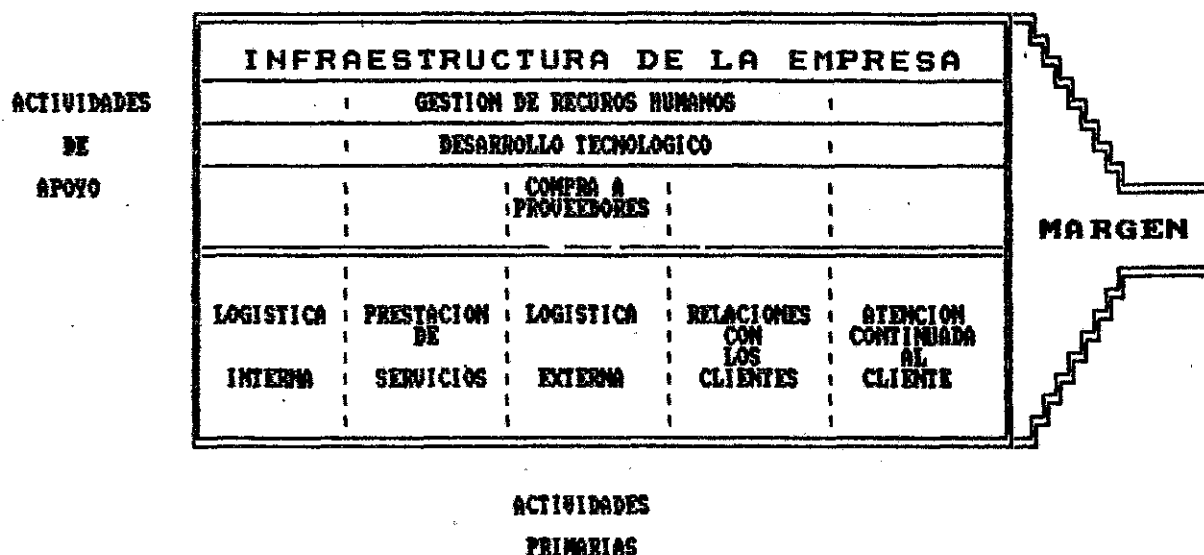 INFRAESTRUCTURA DE LA EMPRESA
ACTIVIDADES
DE
APOYO
GESTION DE RECUROS HUMANOS
DESARROLLO TECNOLOGICO
COMPRA A
PROVEEDORES
MARGEN
LOGISTICA
INTERNA
PRESTACION
DE
SERVICIOS
LOGISTICA
EXTERNA
RELACIONES
CON
LOS
CLIENTES
ATENCION
CONTINUADA
AL
CLIENTE
ACTIVIDADES
PRIMARIAS